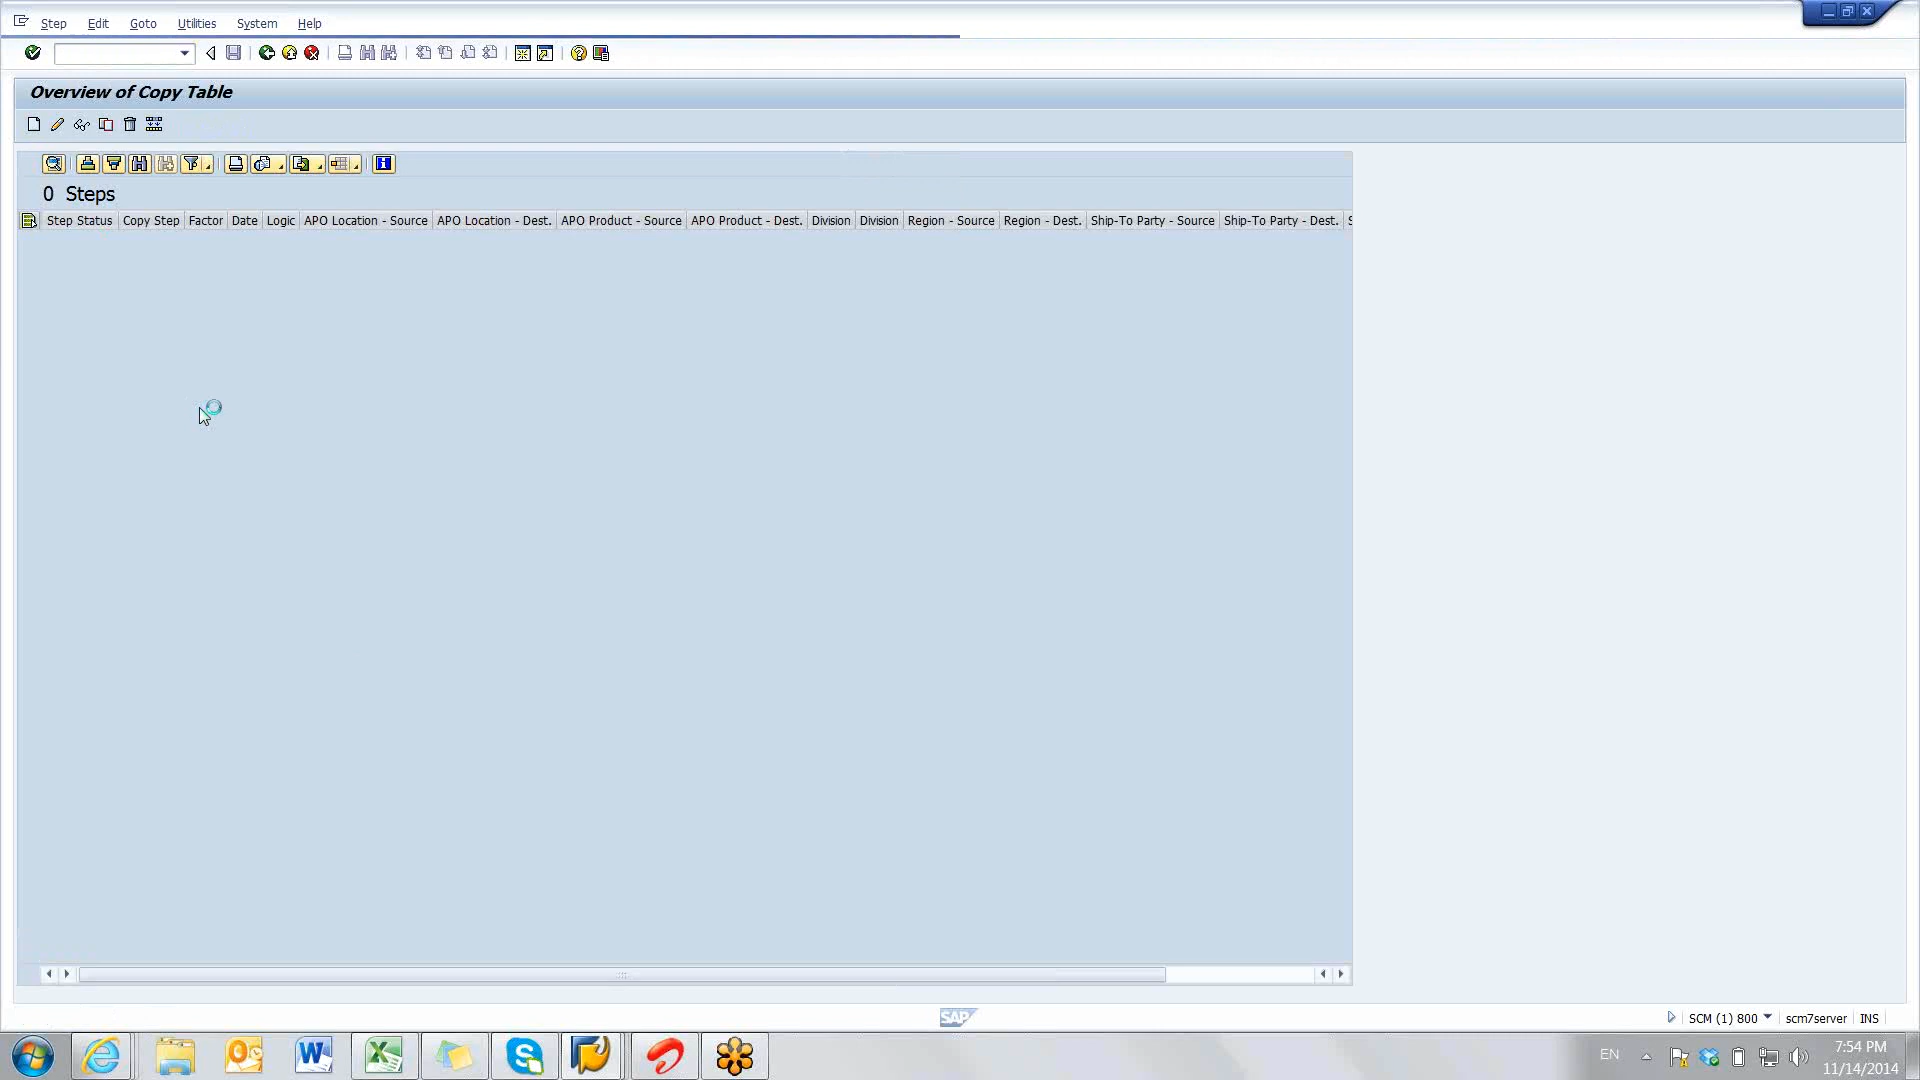 Step Edit Goto Utilities System Help
Overview of Copy Table
0 Steps
Step Status Copy Step Factor Date Logic APO Location - Source APO Location - Dest. APO Product - Source APO Product - Dest. Division Division Region - Source Region - Dest. Ship-To Party - Source Ship-To Party - Dest. S
SAP
SCM (1) 800 scm7server INS
EN
7:54 PM
11/14/2014